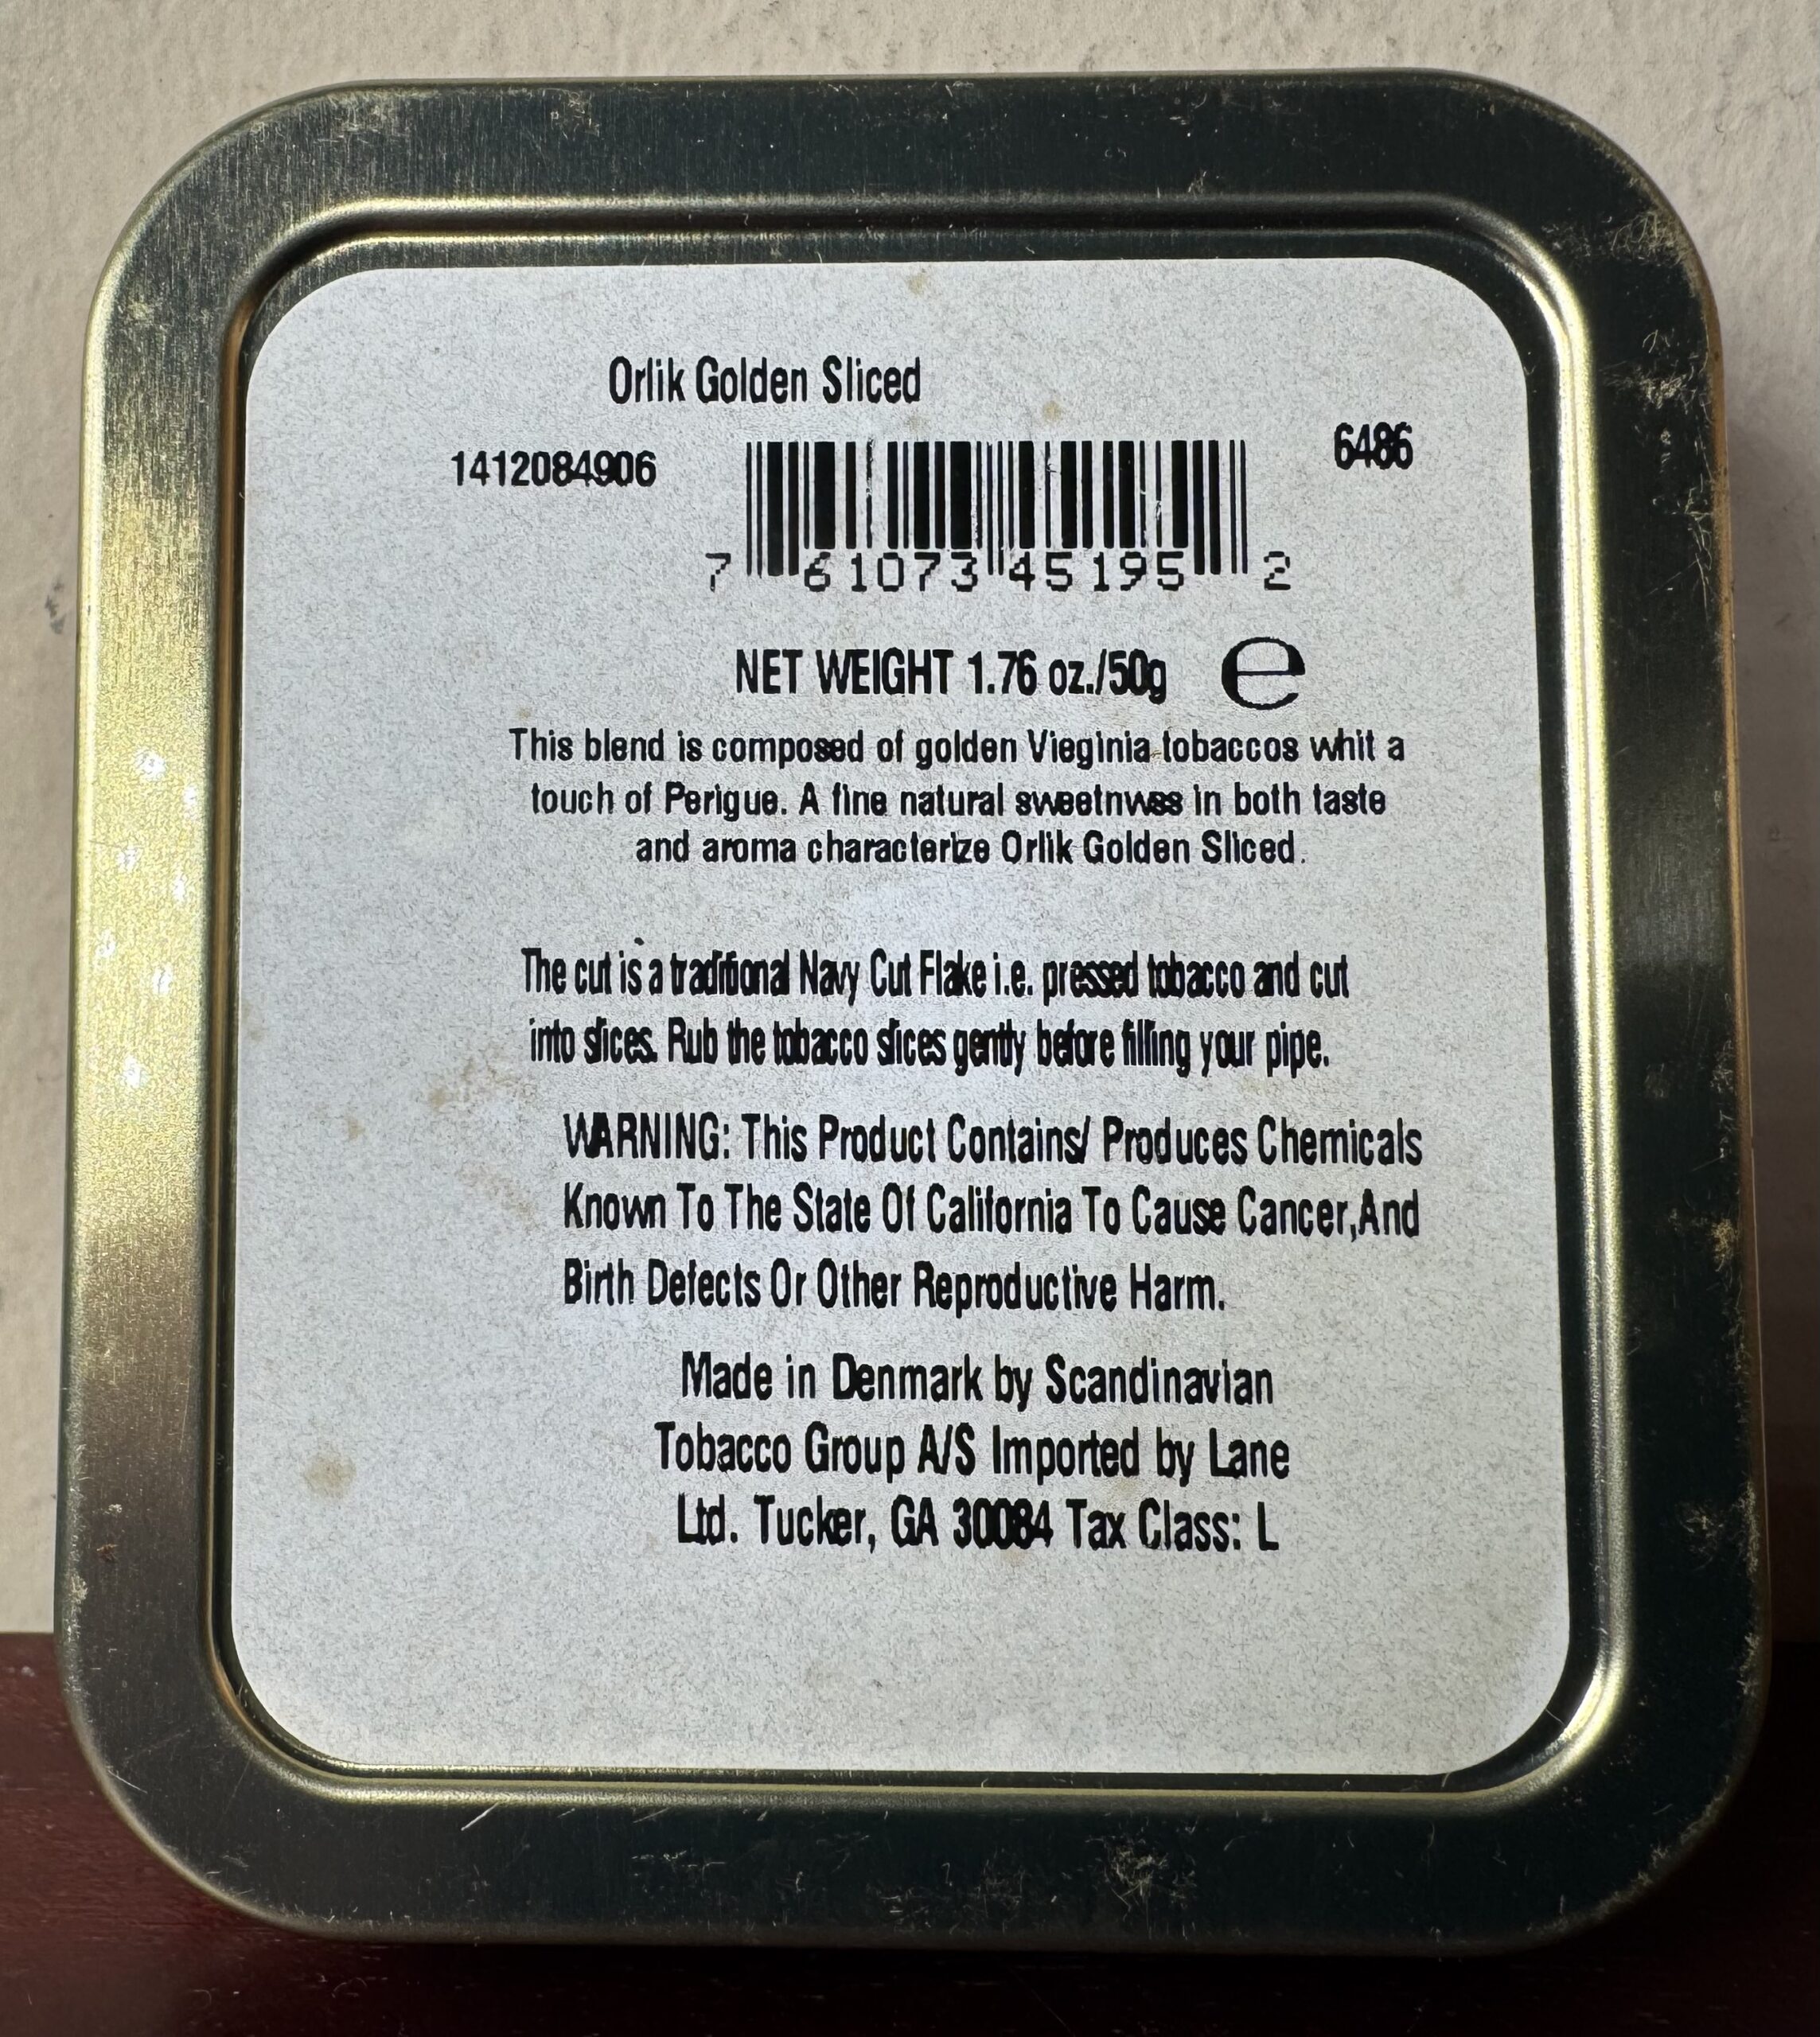 Orlik Golden Sliced
1412084906
6486
7 61073 45195 2
NET WEIGHT 1.76 oz./50g e
This blend is composed of golden Vieginia tobaccos whit a
touch of Perigue. A fine natural sweetnwss in both taste
and aroma characterize Orlik Golden Sliced.
The cut is a traditional Navy Cut Flake i.e. pressed tobacco and cut
into slices. Rub the tobacco slices gently before filling your pipe.
WARNING: This Product Contains/ Produces Chemicals
Known To The State Of California To Cause Cancer,And
Birth Defects Or Other Reproductive Harm.
Made in Denmark by Scandinavian
Tobacco Group A/S Imported by Lane
Ltd. Tucker, GA 30084 Tax Class: L